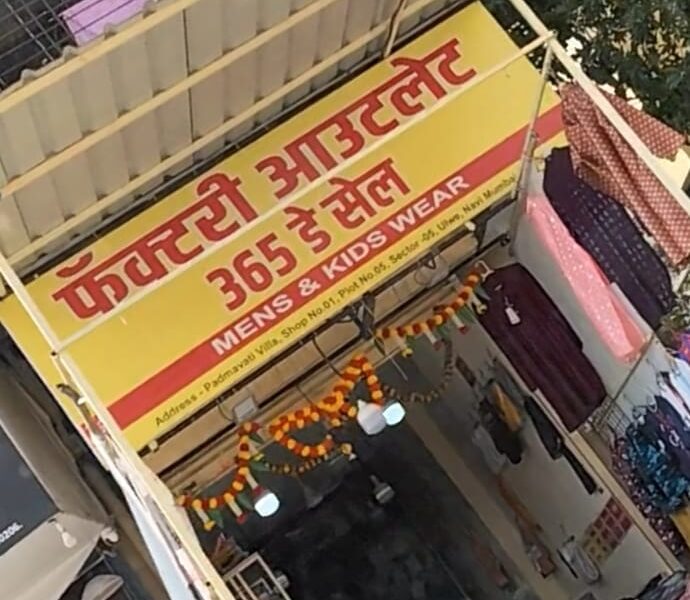 फॅक्टरी आउटलेट
365 डे सेल
MENS & KIDS WEAR
Address - Padmavati Villa, Shop No.01, Plot No.05, Sector -05, Ulwe, Navi Mumbai
0206.